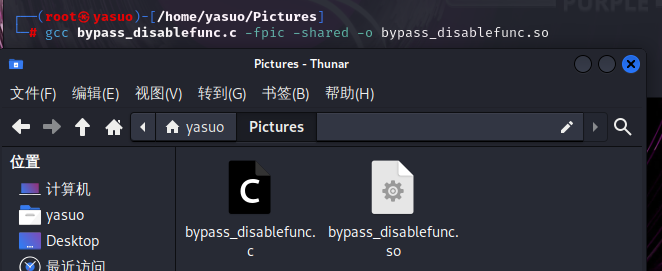 PURPLE
┌──(root㉿yasuo)-[/home/yasuo/Pictures]
└─# gcc bypass_disablefunc.c -fpic -shared -o bypass_disablefunc.so
Pictures - Thunar
文件(F) 编辑(E) 视图(V) 转到(G) 书签(B) 帮助(H)
yasuo Pictures
位置
计算机
yasuo
Desktop
最近访问
C
bypass_disablefunc.
c
bypass_disablefunc.
so